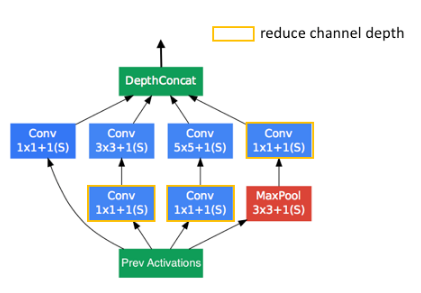 reduce channel depth
DepthConcat
Conv
1x1+1(S)
Conv
3x3+1(S)
Conv
5x5+1(S)
Conv
1x1+1(S)
Conv
1x1+1(S)
Conv
1x1+1(S)
MaxPool
3x3+1(S)
Prev Activations